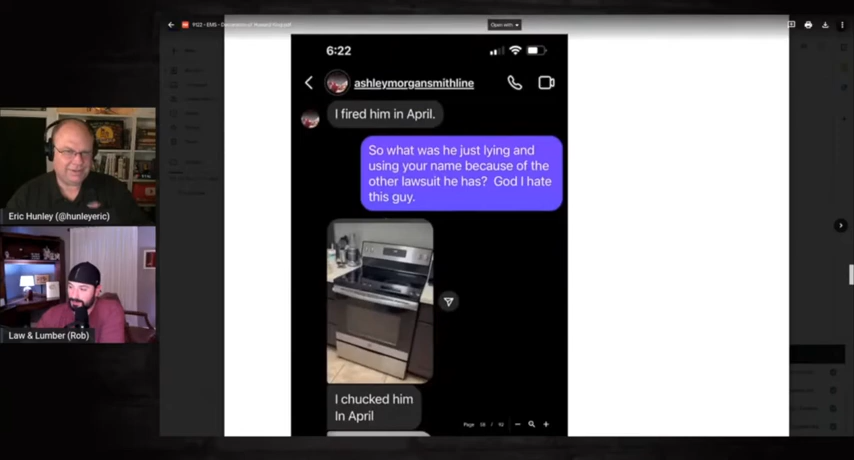 Open with
6:22
ashleymorgansmithline
I fired him in April.
So what was he just lying and
using your name because of the
other lawsuit he has? God I hate
this guy.
I chucked him
In April
Eric Hunley (@hunleyeric)
Law & Lumber (Rob)
Page